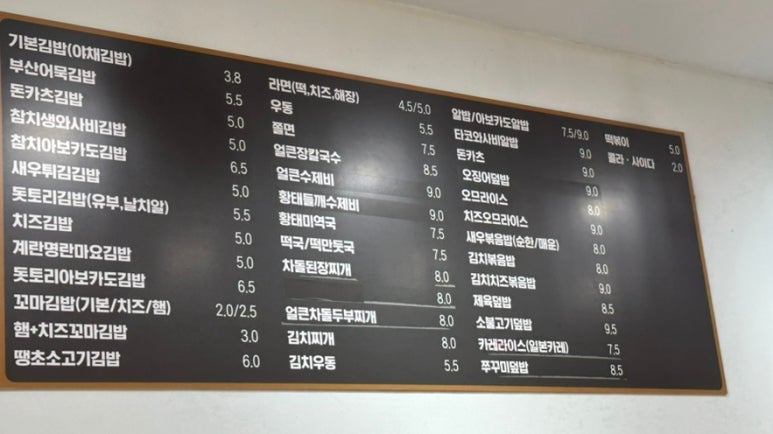 기본김밥(야채김밥) 3.8
부산어묵김밥 5.5
돈카츠김밥 5.0
참치생와사비김밥 5.0
참치아보카도김밥 6.5
새우튀김김밥 5.0
돗토리김밥(유부,날치알) 5.5
치즈김밥 5.0
계란명란마요김밥 5.0
돗토리아보카도김밥 6.5
꼬마김밥(기본/치즈/햄) 2.0/2.5
햄+치즈꼬마김밥 3.0
땡초소고기김밥 6.0
라면(떡,치즈,해장) 4.5/5.0
우동 5.5
쫄면 7.5
얼큰장칼국수 8.5
얼큰수제비 9.0
황태들깨수제비 9.0
황태미역국 7.5
떡국/떡만둣국 7.5
차돌된장찌개 8.0
8.0
얼큰차돌두부찌개 8.0
김치찌개 8.0
김치우동 5.5
알밥/아보카도알밥 7.5/9.0
타코와사비알밥 9.0
돈카츠 9.0
오징어덮밥 9.0
오므라이스 8.0
치즈오므라이스 9.0
새우볶음밥(순한/매운) 8.0
김치볶음밥 8.0
김치치즈볶음밥 9.0
제육덮밥 8.5
소불고기덮밥 9.5
카레라이스(일본카레) 7.5
쭈꾸미덮밥 8.5
떡볶이 5.0
콜라·사이다 2.0